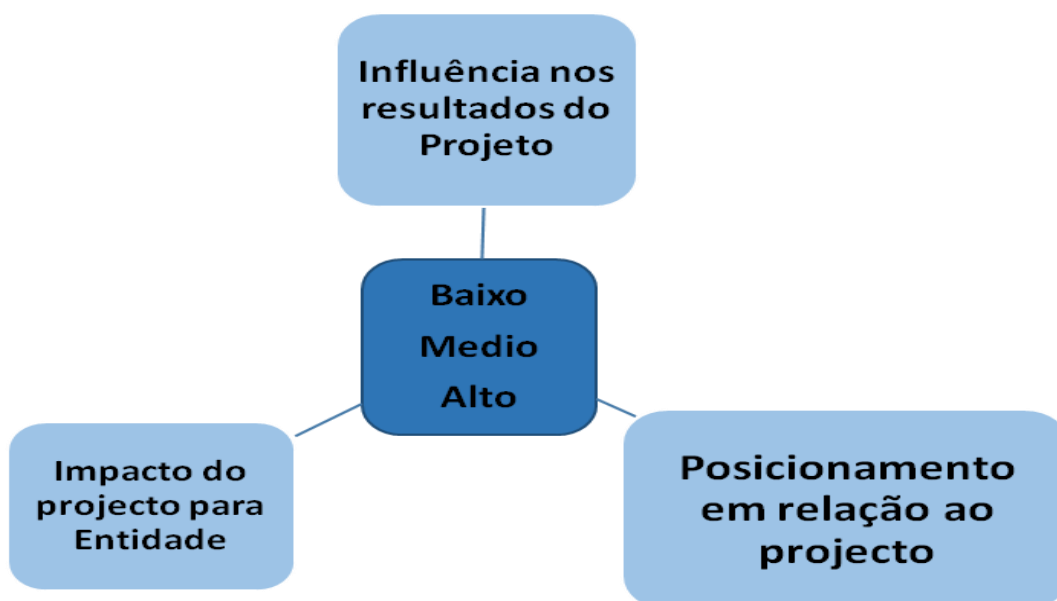 Influência nos
resultados do
Projeto
Baixo
Medio
Alto
Impacto do
projecto para
Entidade
Posicionamento
em relação ao
projecto